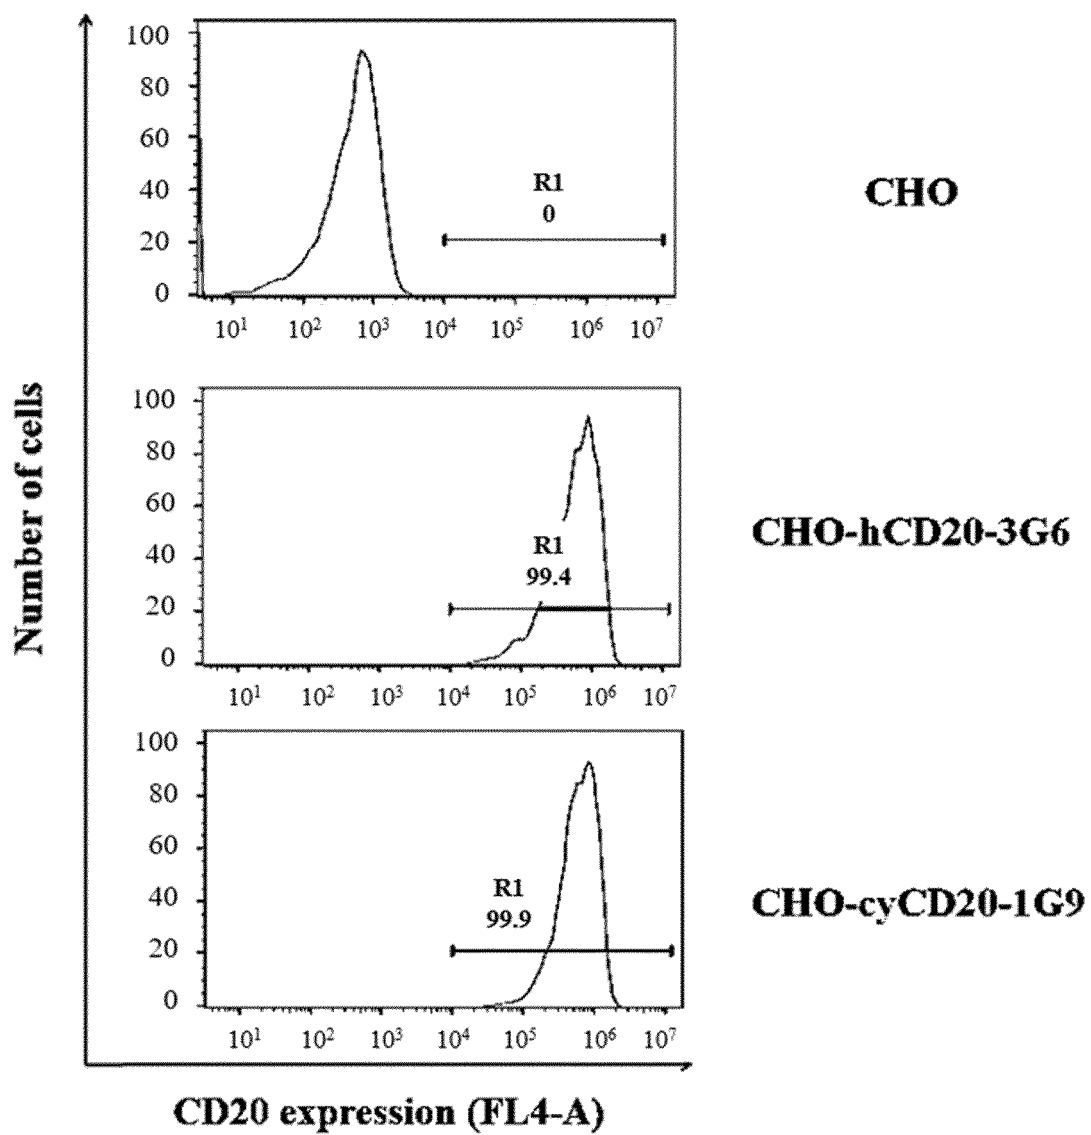 Number of cells
100
80
60
40
20
0
R1
0
10¹ 10² 10³ 10⁴ 10⁵ 10⁶ 10⁷
CHO
100
80
60
40
20
0
R1
99.4
10¹ 10² 10³ 10⁴ 10⁵ 10⁶ 10⁷
CHO-hCD20-3G6
100
80
60
40
20
0
R1
99.9
10¹ 10² 10³ 10⁴ 10⁵ 10⁶ 10⁷
CHO-cyCD20-1G9
CD20 expression (FL4-A)